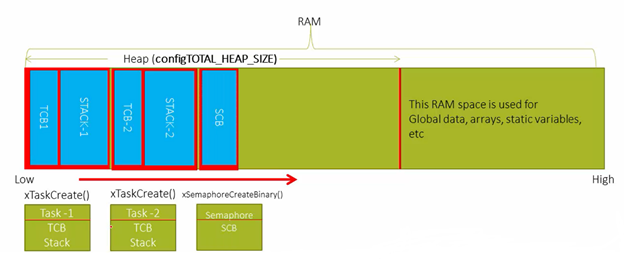 RAM
Heap (configTOTAL_HEAP_SIZE)
TCB1
STACK-1
TCB-2
STACK-2
SCB
This RAM space is used for
Global data, arrays, static variables,
etc
Low
High
xTaskCreate()
xTaskCreate()
xSemaphoreCreateBinary()
Task -1
TCB
Stack
Task -2
TCB
Stack
Semaphore
SCB